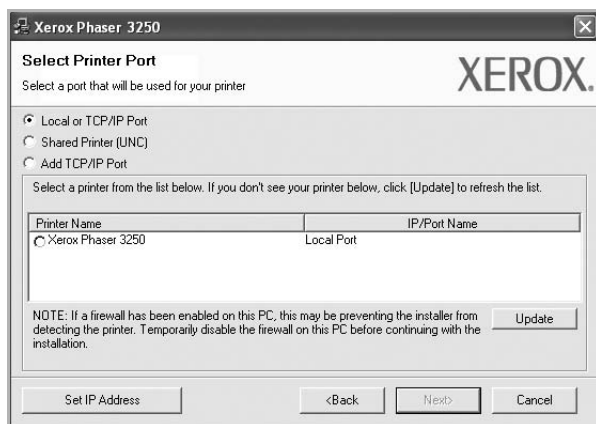 Xerox Phaser 3250
Select Printer Port
Select a port that will be used for your printer
XEROX.
Local or TCP/IP Port
Shared Printer (UNC)
Add TCP/IP Port
Select a printer from the list below. If you don't see your printer below, click [Update] to refresh the list.
Printer Name IP/Port Name
Xerox Phaser 3250 Local Port
NOTE: If a firewall has been enabled on this PC, this may be preventing the installer from
detecting the printer. Temporarily disable the firewall on this PC before continuing with the
installation.
Update
Set IP Address <Back Next> Cancel